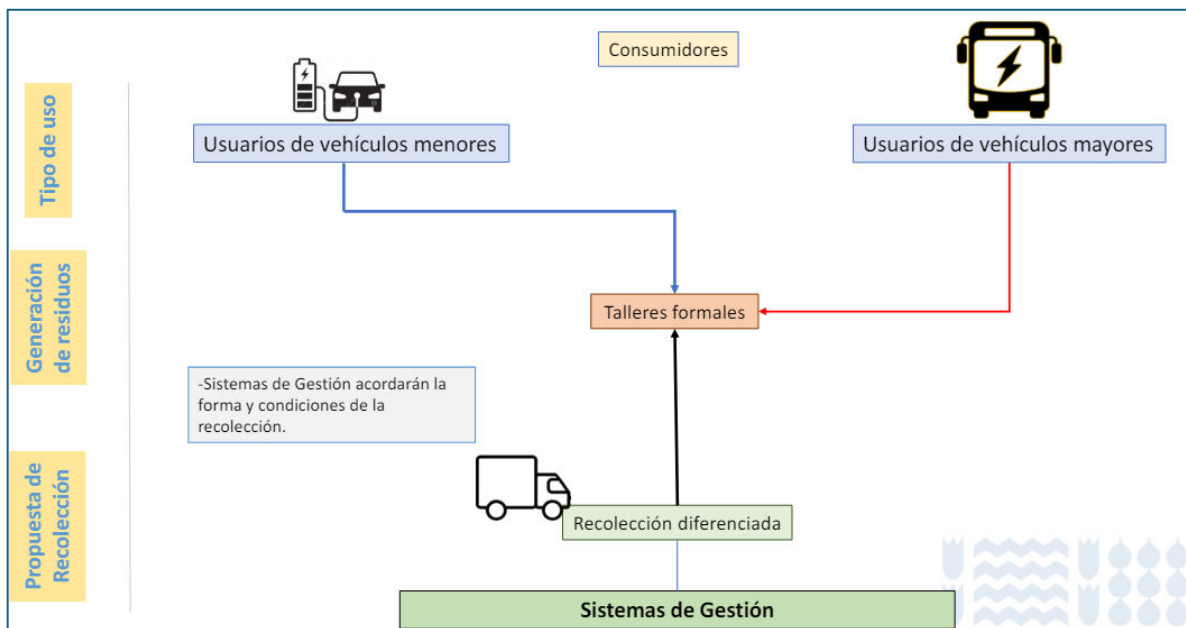 Consumidores
Tipo de uso
Usuarios de vehículos menores
Usuarios de vehículos mayores
Generación
de residuos
Talleres formales
-Sistemas de Gestión acordarán la
forma y condiciones de la
recolección.
Propuesta de
Recolección
Recolección diferenciada
Sistemas de Gestión